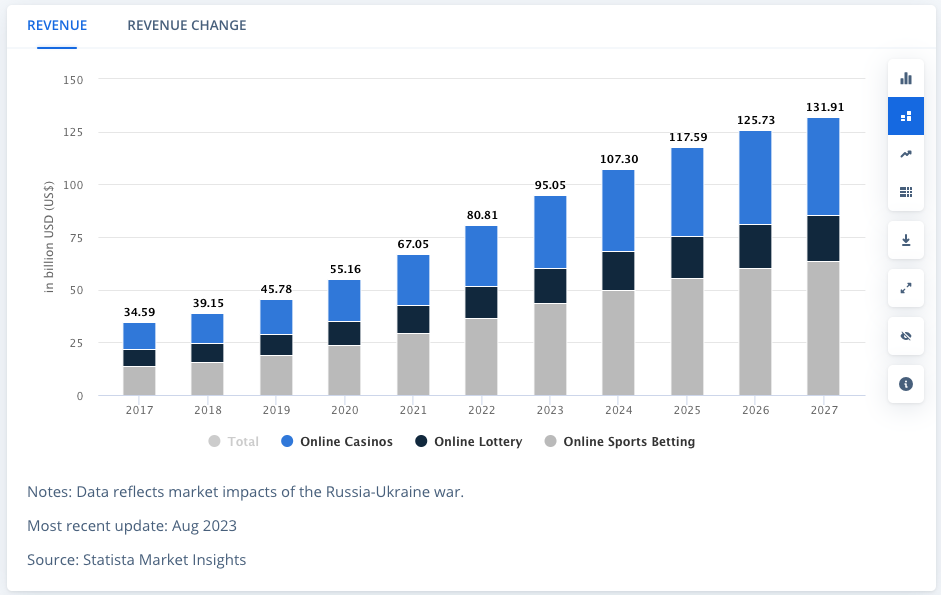 REVENUE REVENUE CHANGE
in billion USD (US$)
150
125
100
75
50
25
0
34.59 39.15 45.78 55.16 67.05 80.81 95.05 107.30 117.59 125.73 131.91
2017 2018 2019 2020 2021 2022 2023 2024 2025 2026 2027
Total Online Casinos Online Lottery Online Sports Betting
Notes: Data reflects market impacts of the Russia-Ukraine war.
Most recent update: Aug 2023
Source: Statista Market Insights